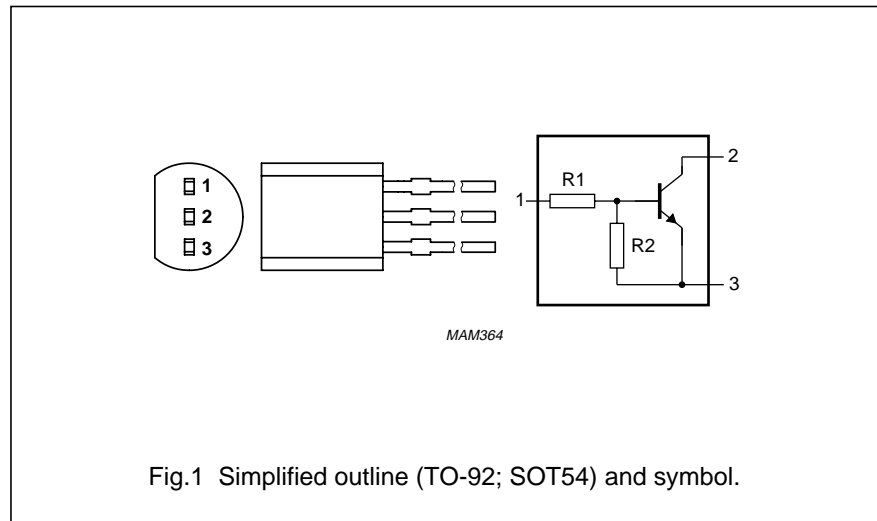 1
2
3
R1
1
2
R2
3
MAM364
Fig.1 Simplified outline (TO-92; SOT54) and symbol.